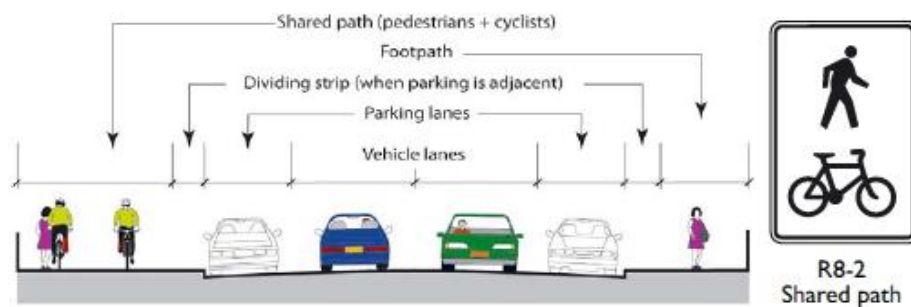 Shared path (pedestrians + cyclists)
Footpath
Dividing strip (when parking is adjacent)
Parking lanes
Vehicle lanes
R8-2
Shared path